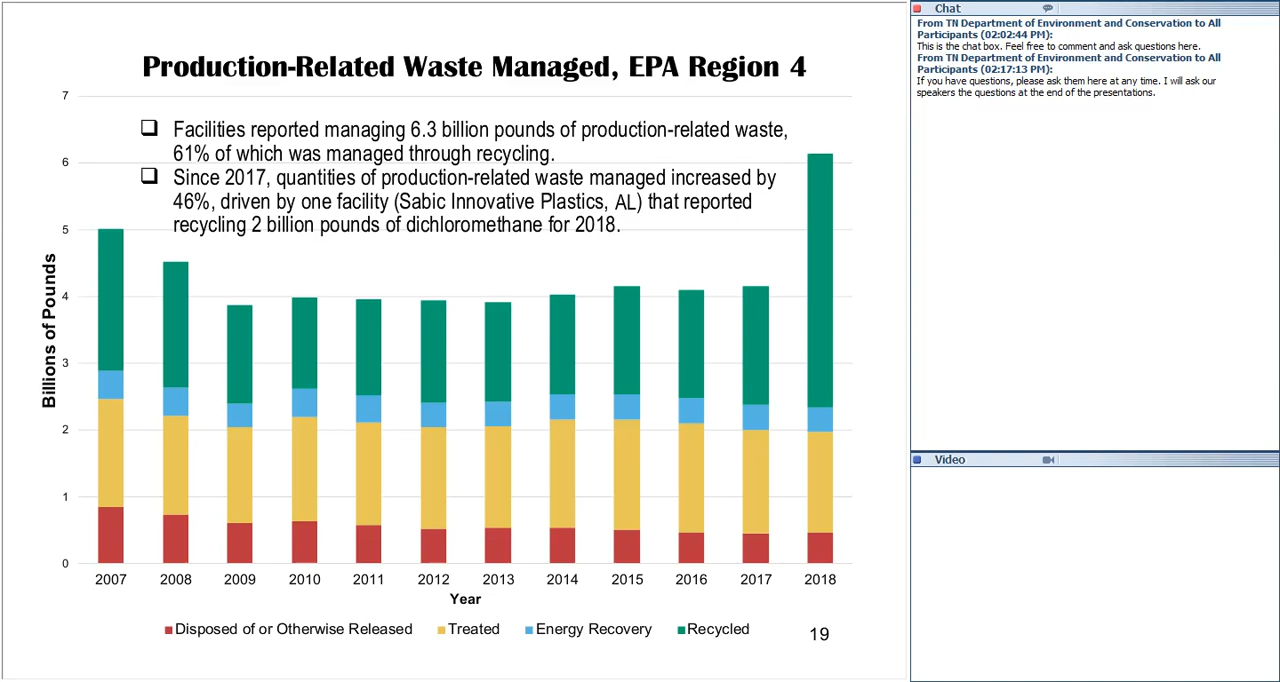 Production-Related Waste Managed, EPA Region 4
Facilities reported managing 6.3 billion pounds of production-related waste,
61% of which was managed through recycling.
Since 2017, quantities of production-related waste managed increased by
46%, driven by one facility (Sabic Innovative Plastics, AL) that reported
recycling 2 billion pounds of dichloromethane for 2018.
Billions of Pounds
7
6
5
4
3
2
1
0
2007 2008 2009 2010 2011 2012 2013 2014 2015 2016 2017 2018
Year
Disposed of or Otherwise Released Treated Energy Recovery Recycled
19
Chat
From TN Department of Environment and Conservation to All
Participants (02:02:44 PM):
This is the chat box. Feel free to comment and ask questions here.
From TN Department of Environment and Conservation to All
Participants (02:17:13 PM):
If you have questions, please ask them here at any time. I will ask our
speakers the questions at the end of the presentations.
Video